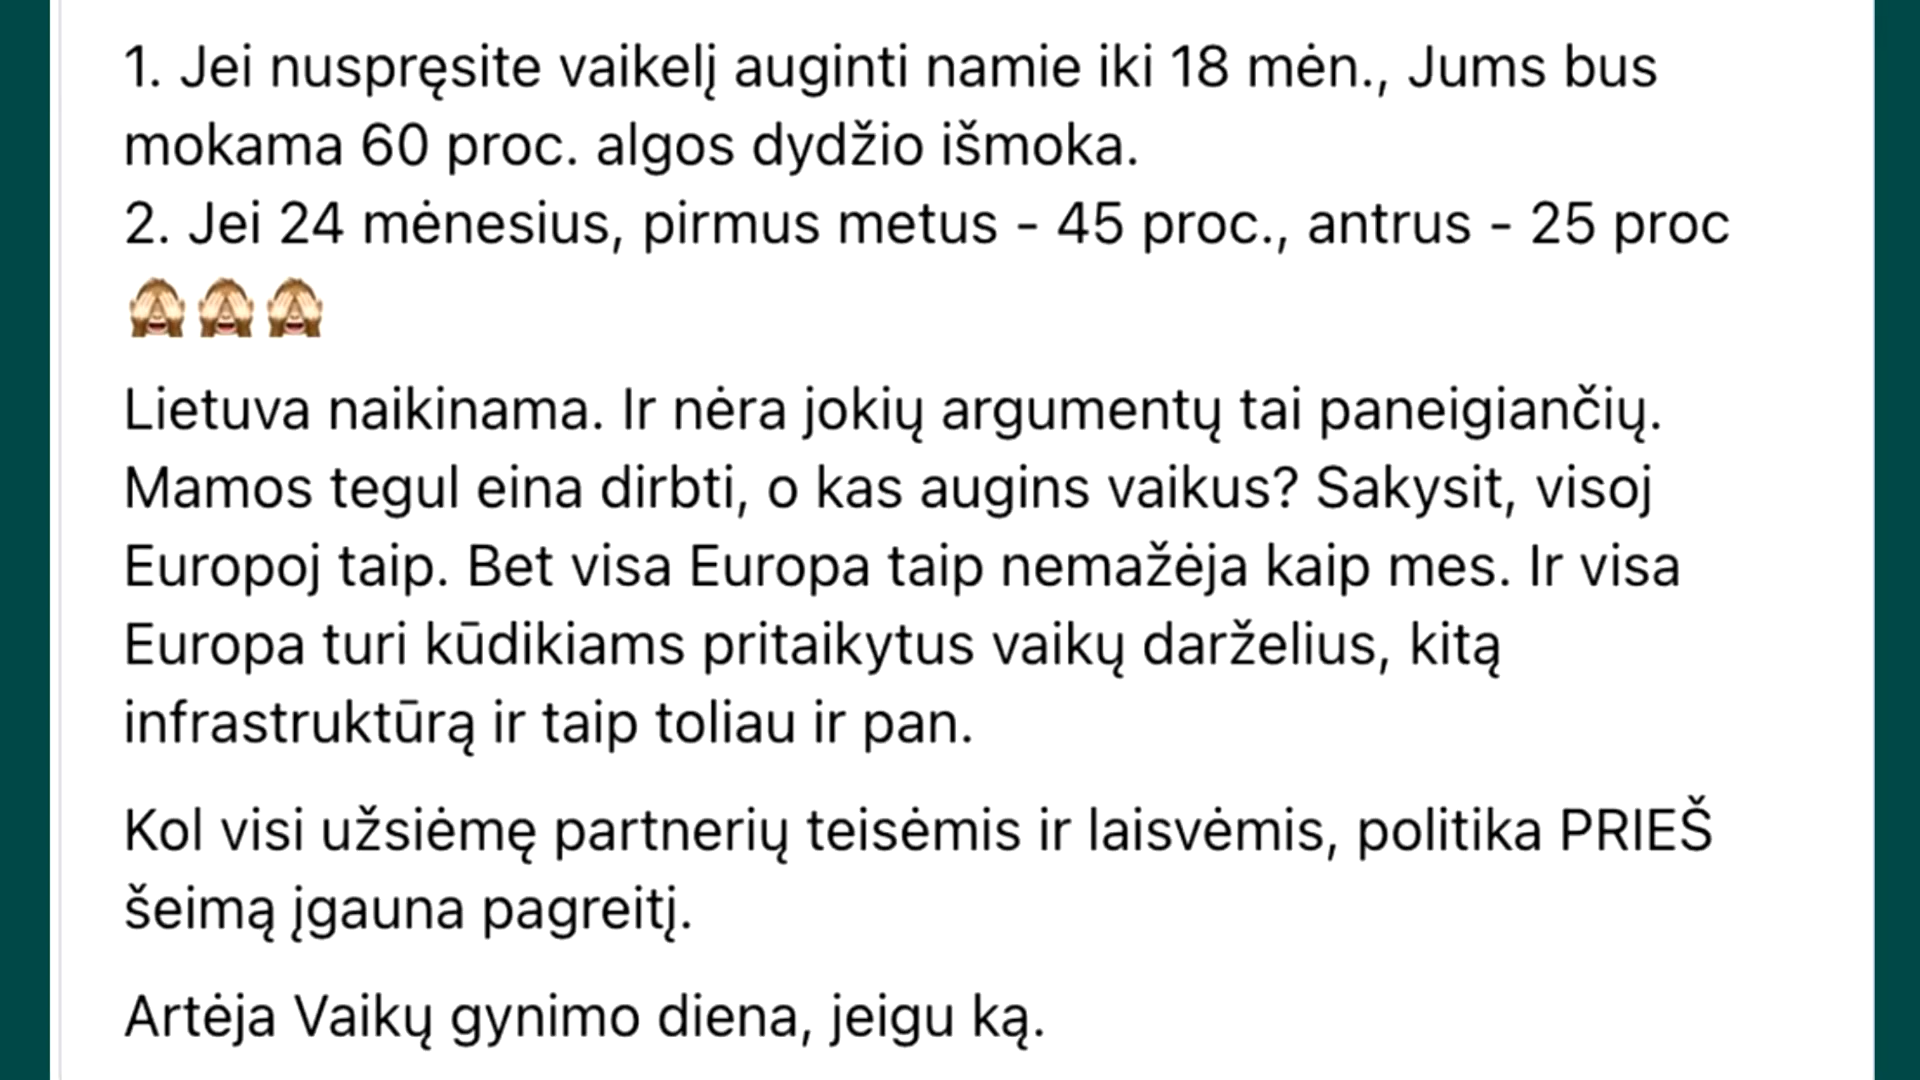 1. Jei nuspręsite vaikelį auginti namie iki 18 mėn., Jums bus
mokama 60 proc. algos dydžio išmoka.
2. Jei 24 mėnesius, pirmus metus - 45 proc., antrus - 25 proc
🙈🙈🙈
Lietuva naikinama. Ir nėra jokių argumentų tai paneigiančių.
Mamos tegul eina dirbti, o kas augins vaikus? Sakysit, visoj
Europoj taip. Bet visa Europa taip nemažėja kaip mes. Ir visa
Europa turi kūdikiams pritaikytus vaikų darželius, kitą
infrastruktūrą ir taip toliau ir pan.
Kol visi užsiėmę partnerių teisėmis ir laisvėmis, politika PRIEŠ
šeimą įgauna pagreitį.
Artėja Vaikų gynimo diena, jeigu ką.